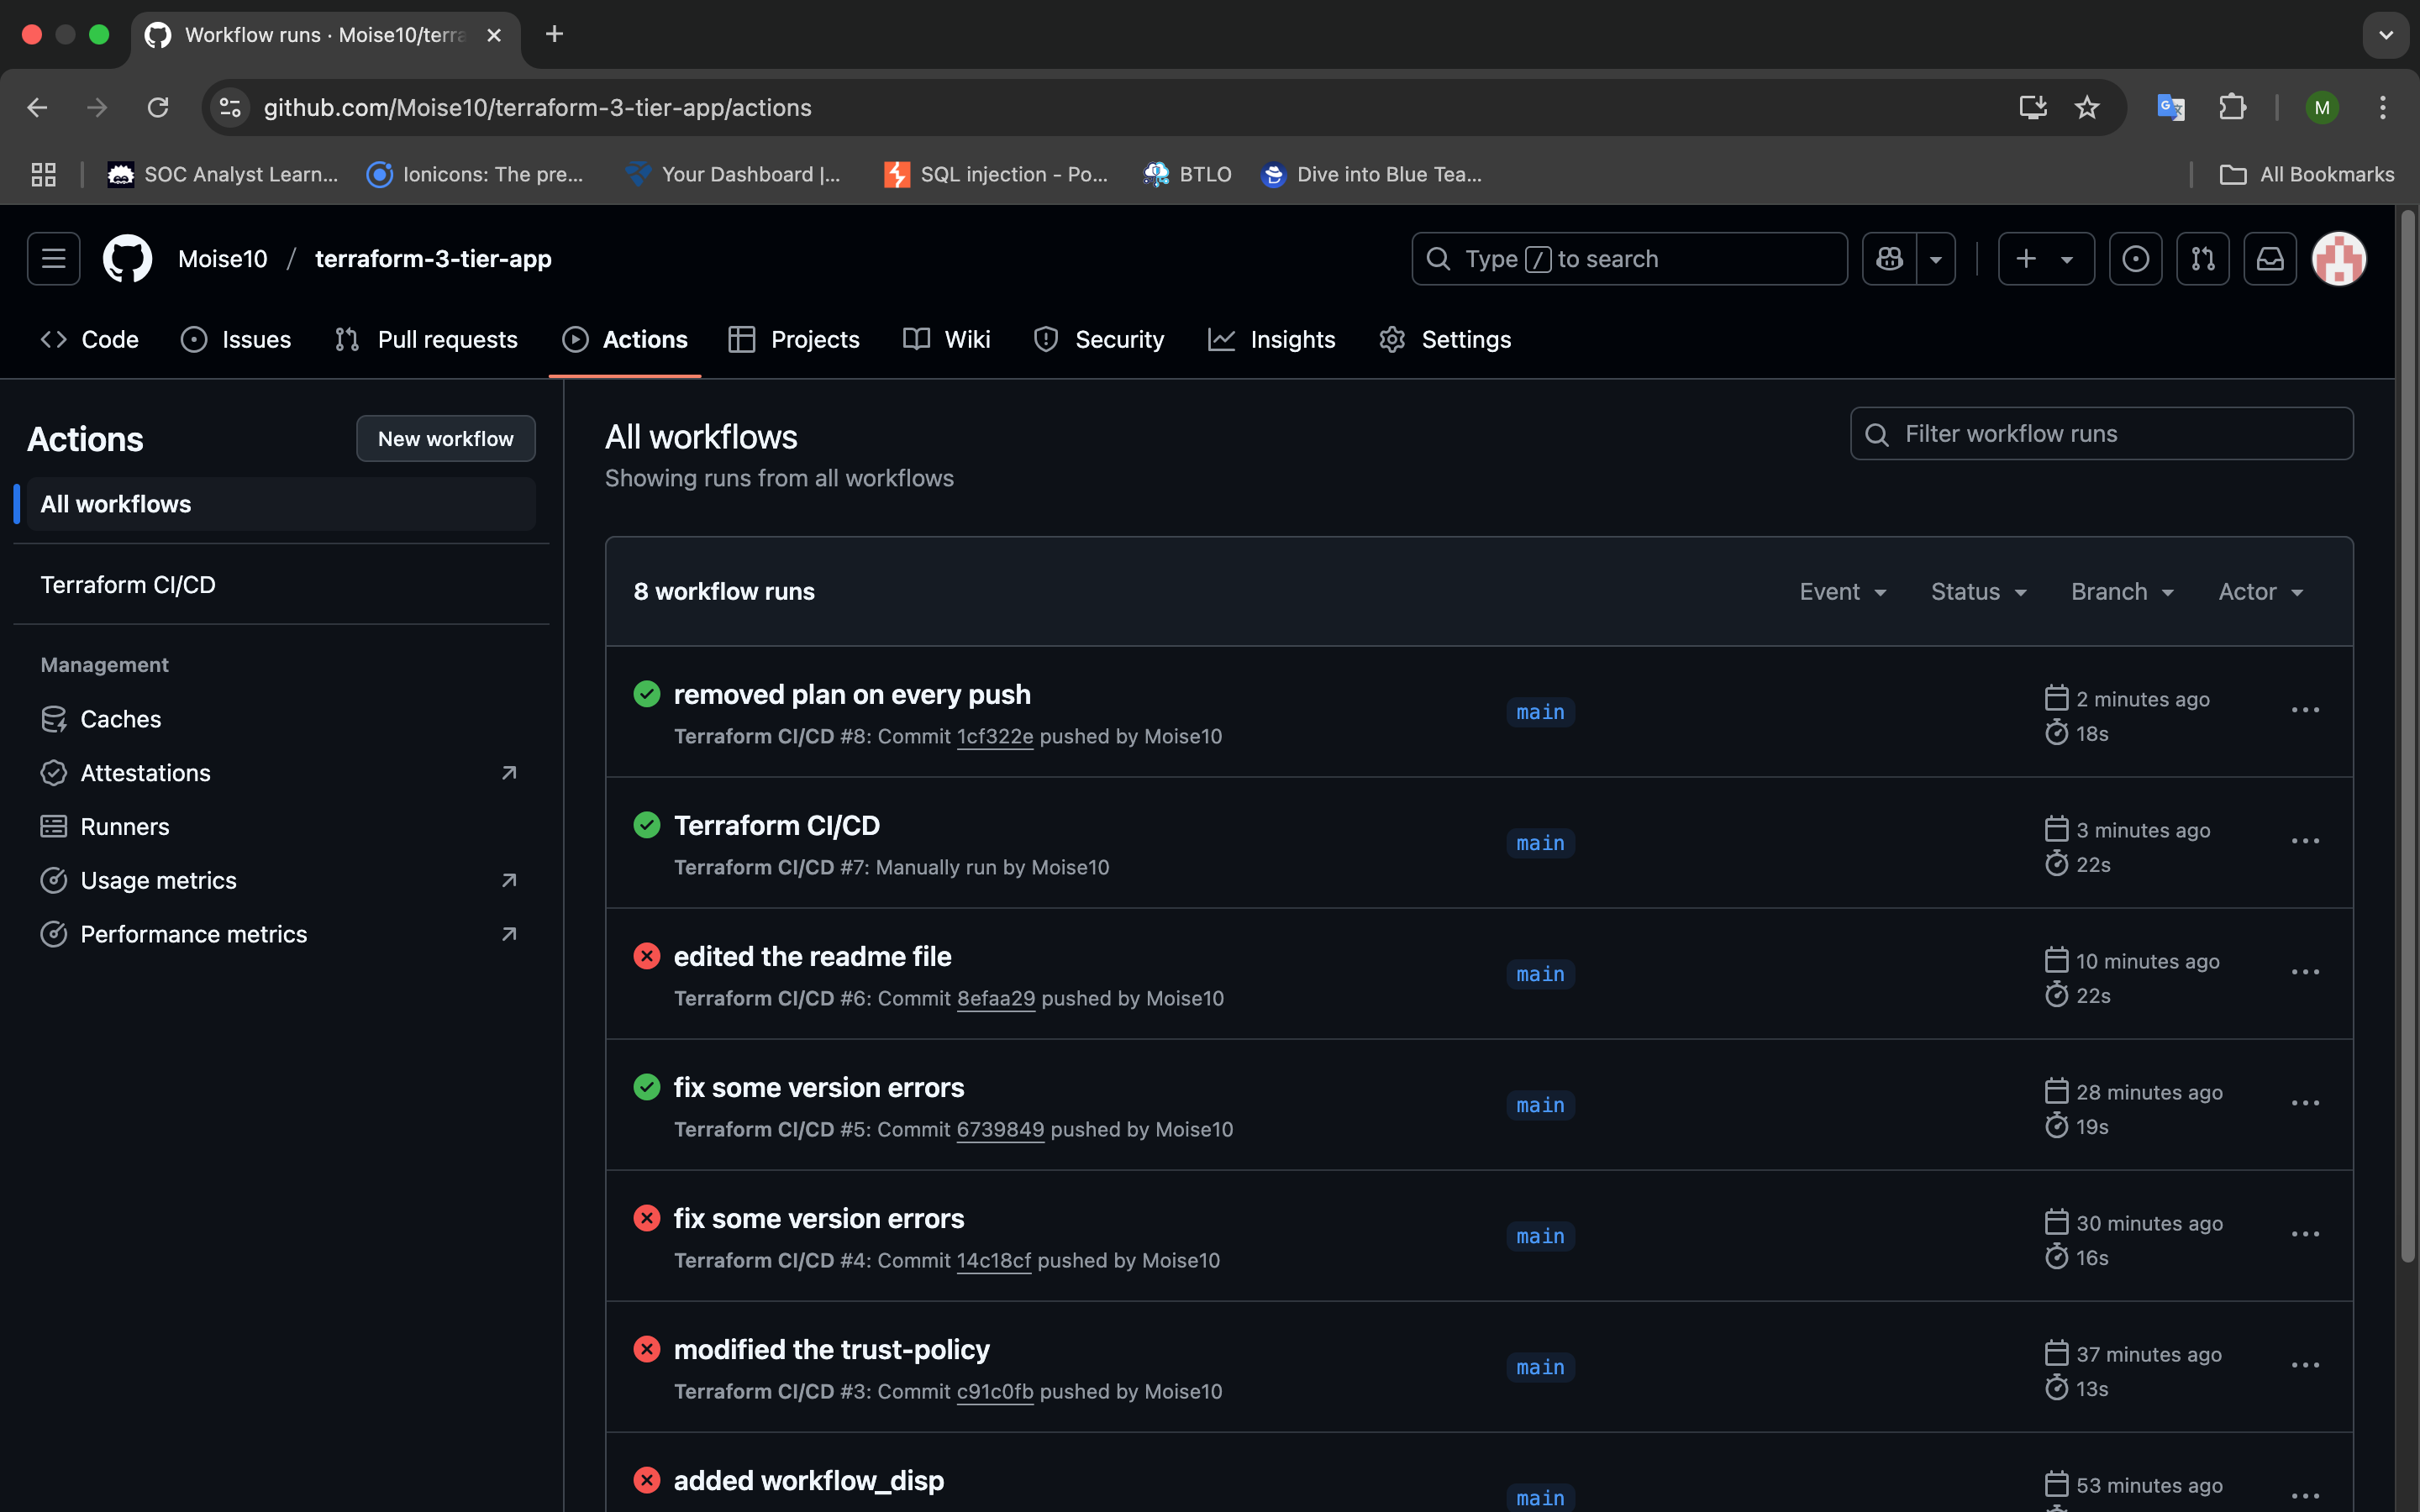 Workflow runs · Moise10/terra
github.com/Moise10/terraform-3-tier-app/actions
M
SOC Analyst Learn...
Ionicons: The pre...
Your Dashboard |...
SQL injection - Po...
BTLO
Dive into Blue Tea...
All Bookmarks
Moise10 / terraform-3-tier-app
Type / to search
Code
Issues
Pull requests
Actions
Projects
Wiki
Security
Insights
Settings
Actions
New workflow
All workflows
Terraform CI/CD
Management
Caches
Attestations
Runners
Usage metrics
Performance metrics
All workflows
Showing runs from all workflows
Filter workflow runs
8 workflow runs
Event
Status
Branch
Actor
removed plan on every push
Terraform CI/CD #8: Commit 1cf322e pushed by Moise10
main
2 minutes ago
18s
Terraform CI/CD
Terraform CI/CD #7: Manually run by Moise10
main
3 minutes ago
22s
edited the readme file
Terraform CI/CD #6: Commit 8efaa29 pushed by Moise10
main
10 minutes ago
22s
fix some version errors
Terraform CI/CD #5: Commit 6739849 pushed by Moise10
main
28 minutes ago
19s
fix some version errors
Terraform CI/CD #4: Commit 14c18cf pushed by Moise10
main
30 minutes ago
16s
modified the trust-policy
Terraform CI/CD #3: Commit c91c0fb pushed by Moise10
main
37 minutes ago
13s
added workflow_disp
main
53 minutes ago